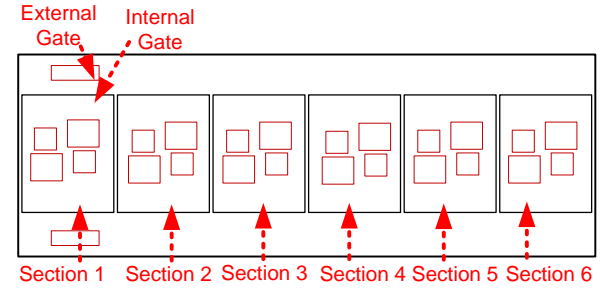 External
Gate
Internal
Gate
Section 1
Section 2
Section 3
Section 4
Section 5
Section 6